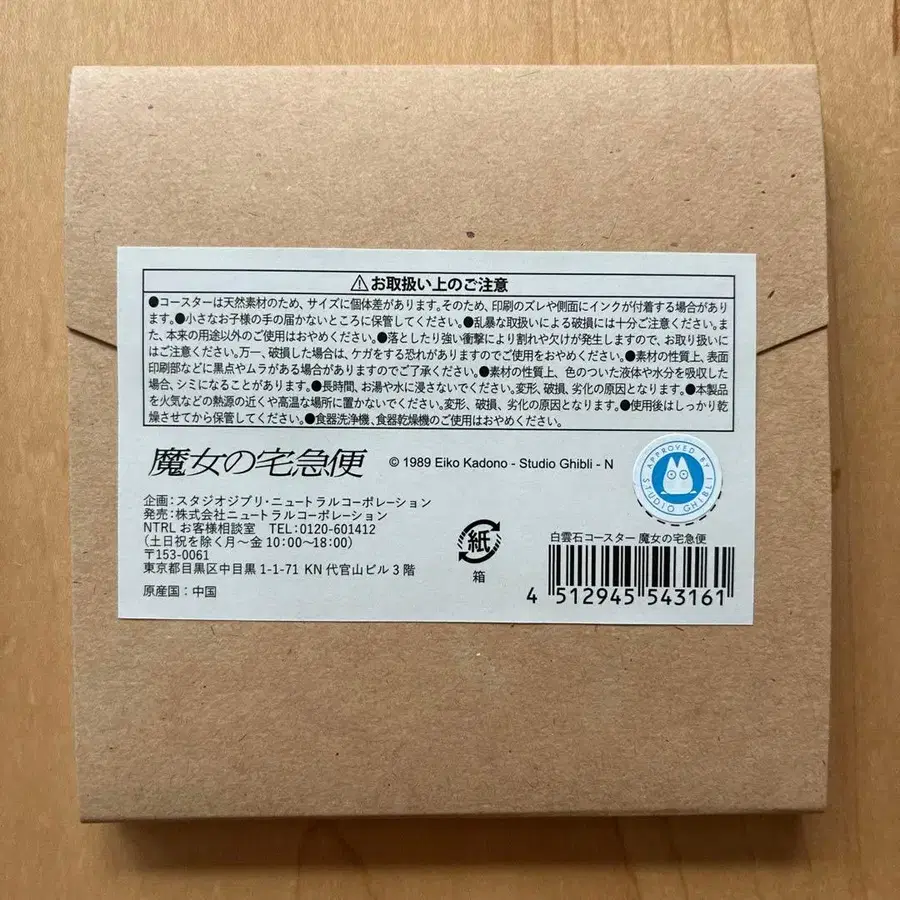 ⚠お取扱い上のご注意
●コースターは天然素材のため、サイズに個体差があります。そのため、印刷のズレや側面にインクが付着する場合があり
ます。●小さなお子様の手の届かないところに保管してください。●乱暴な取扱いによる破損には十分ご注意ください。ま
た、本来の用途以外のご使用はおやめください。●落としたり強い衝撃により割れや欠けが発生しますので、お取り扱いに
はご注意ください。万一、破損した場合は、ケガをする恐れがありますのでご使用をおやめください。●素材の性質上、表面
印刷部などに黒点やムラがある場合がありますのでご了承ください。●素材の性質上、色のついた液体や水分を吸収した
場合、シミになることがあります。●長時間、お湯や水に浸さないでください。変形、破損、劣化の原因となります。●本製品
を火気などの熱源の近くや高温な場所に置かないでください。変形、破損、劣化の原因となります。●使用後はしっかり乾
燥させてから保管してください。●食器洗浄機、食器乾燥機のご使用はおやめください。
魔女の宅急便 © 1989 Eiko Kadono - Studio Ghibli - N
APPROVED BY
STUDIO GHIBLI
企画:スタジオジブリ・ニュートラルコーポレーション
発売:株式会社ニュートラルコーポレーション
NTRL お客様相談室 TEL:0120-601412
(土日祝を除く月〜金 10:00〜18:00)
〒153-0061
東京都目黒区中目黒 1-1-71 KN 代官山ビル 3 階
原産国:中国
紙
箱
白雲石コースター 魔女の宅急便
4 512945 543161